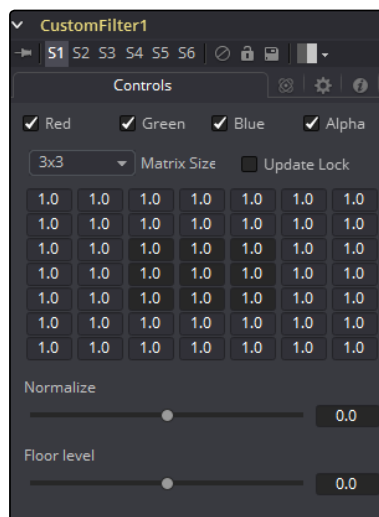 CustomFilter1
S1 S2 S3 S4 S5 S6
Controls
Red Green Blue Alpha
3x3 Matrix Size Update Lock
1.0 1.0 1.0 1.0 1.0 1.0 1.0
1.0 1.0 1.0 1.0 1.0 1.0 1.0
1.0 1.0 1.0 1.0 1.0 1.0 1.0
1.0 1.0 1.0 1.0 1.0 1.0 1.0
1.0 1.0 1.0 1.0 1.0 1.0 1.0
1.0 1.0 1.0 1.0 1.0 1.0 1.0
1.0 1.0 1.0 1.0 1.0 1.0 1.0
Normalize
0.0
Floor level
0.0